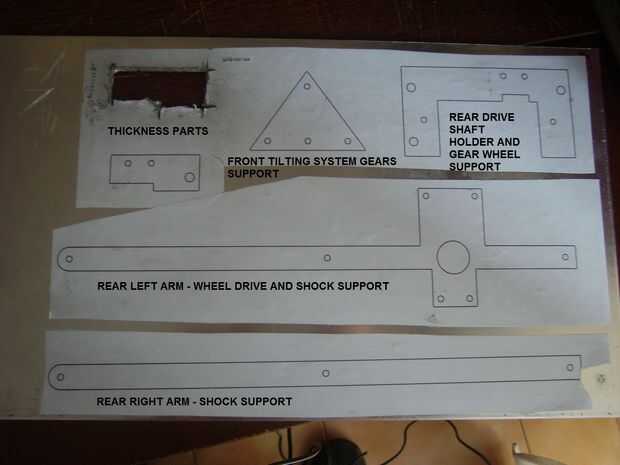 THICKNESS PARTS
FRONT TILTING SYSTEM GEARS
SUPPORT
REAR DRIVE
SHAFT
HOLDER AND
GEAR WHEEL
SUPPORT
REAR LEFT ARM - WHEEL DRIVE AND SHOCK SUPPORT
REAR RIGHT ARM - SHOCK SUPPORT